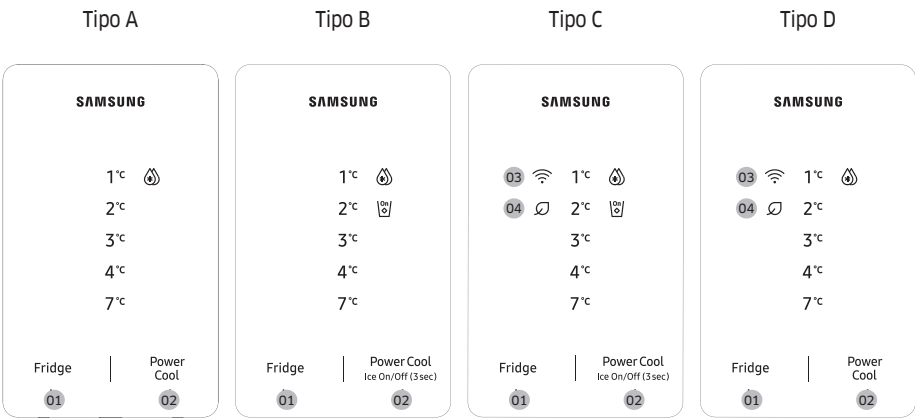 Tipo A Tipo B Tipo C Tipo D
SAMSUNG SAMSUNG SAMSUNG SAMSUNG
1°C 1°C 03 1°C 03 1°C
2°C 2°C On 04 2°C On 04 2°C
3°C 3°C 3°C 3°C
4°C 4°C 4°C 4°C
7°C 7°C 7°C 7°C
Fridge Power Cool Fridge Power Cool Fridge Power Cool Fridge Power Cool
Ice On/Off (3 sec) Ice On/Off (3 sec)
01 02 01 02 01 02 01 02